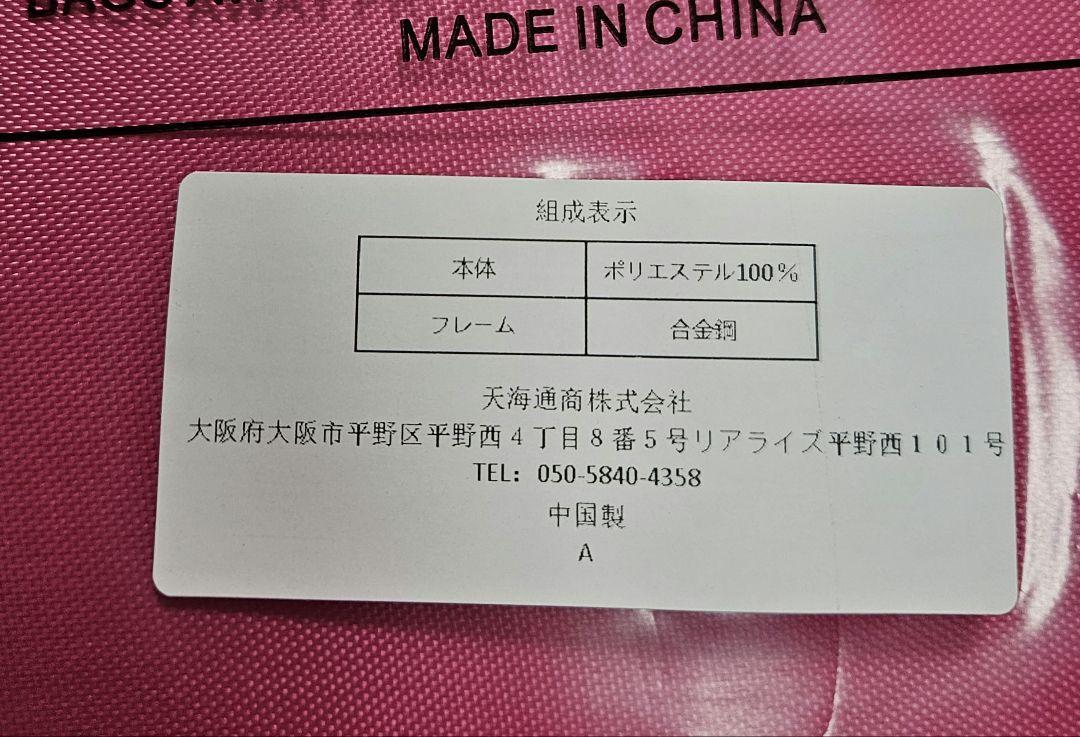 MADE IN CHINA
組成表示
本体 ポリエステル100%
フレーム 合金鋼
天海通商株式会社
大阪府大阪市平野区平野西4丁目8番5号リアライズ平野西101号
TEL: 050-5840-4358
中国製
A